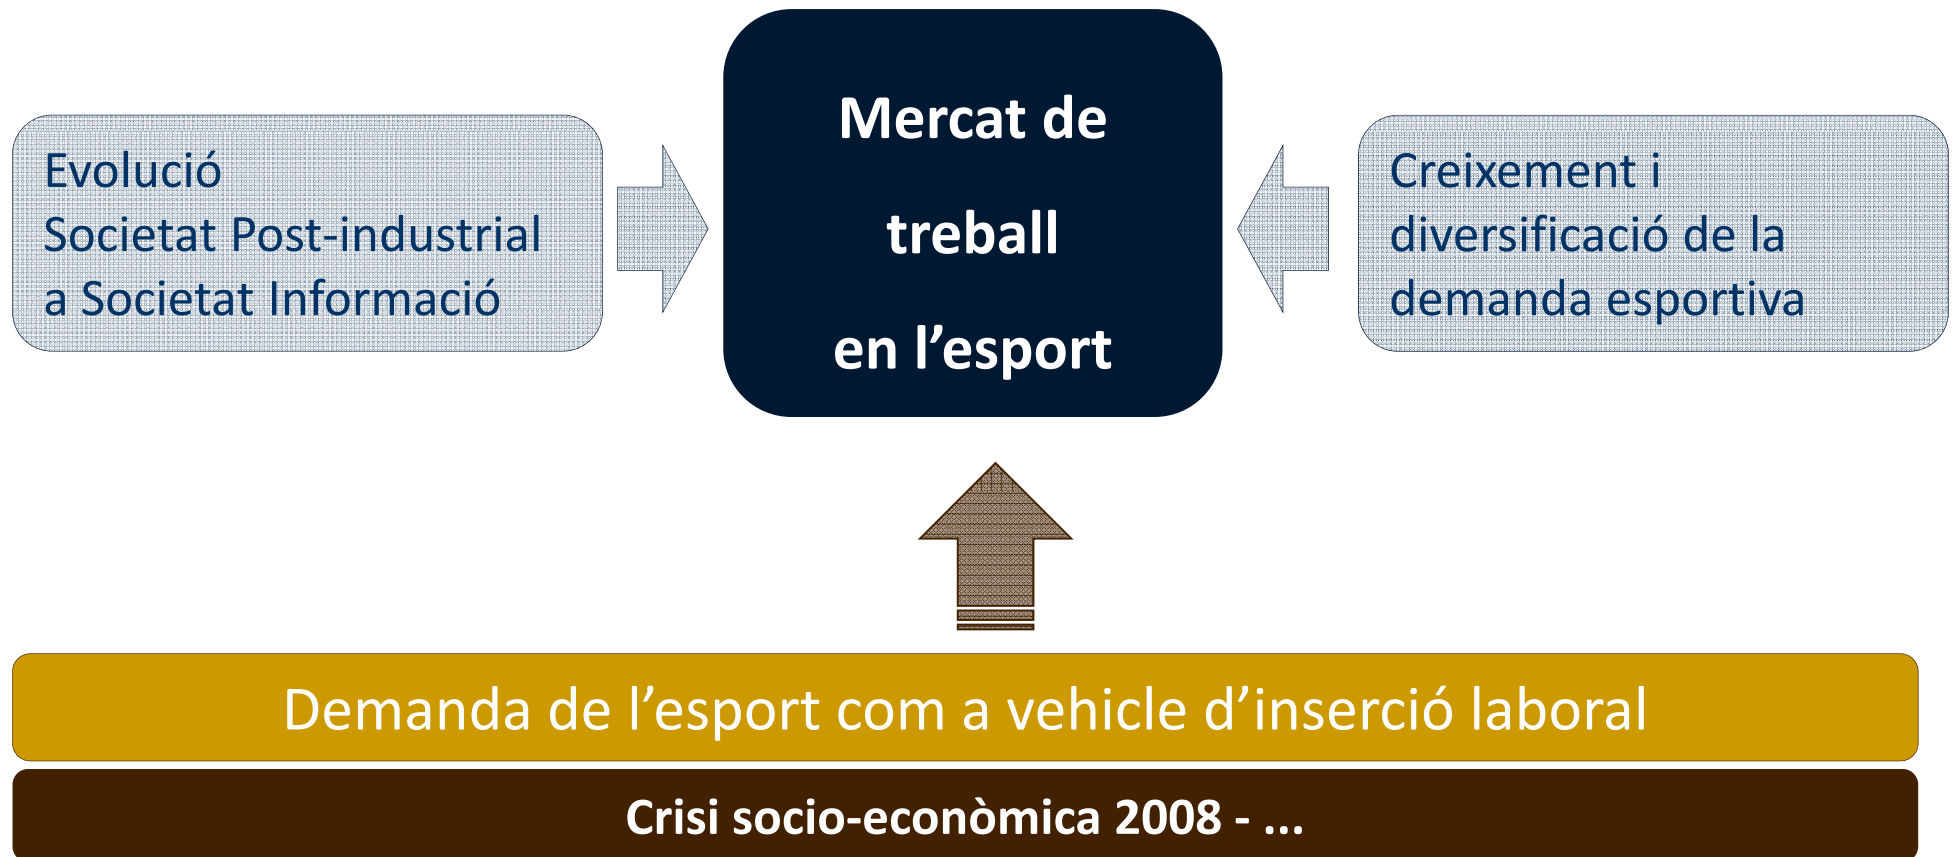 Evolució
Societat Post-industrial
a Societat Informació
Mercat de
treball
en l’esport
Creixement i
diversificació de la
demanda esportiva
Demanda de l’esport com a vehicle d’inserció laboral
Crisi socio-econòmica 2008 - ...